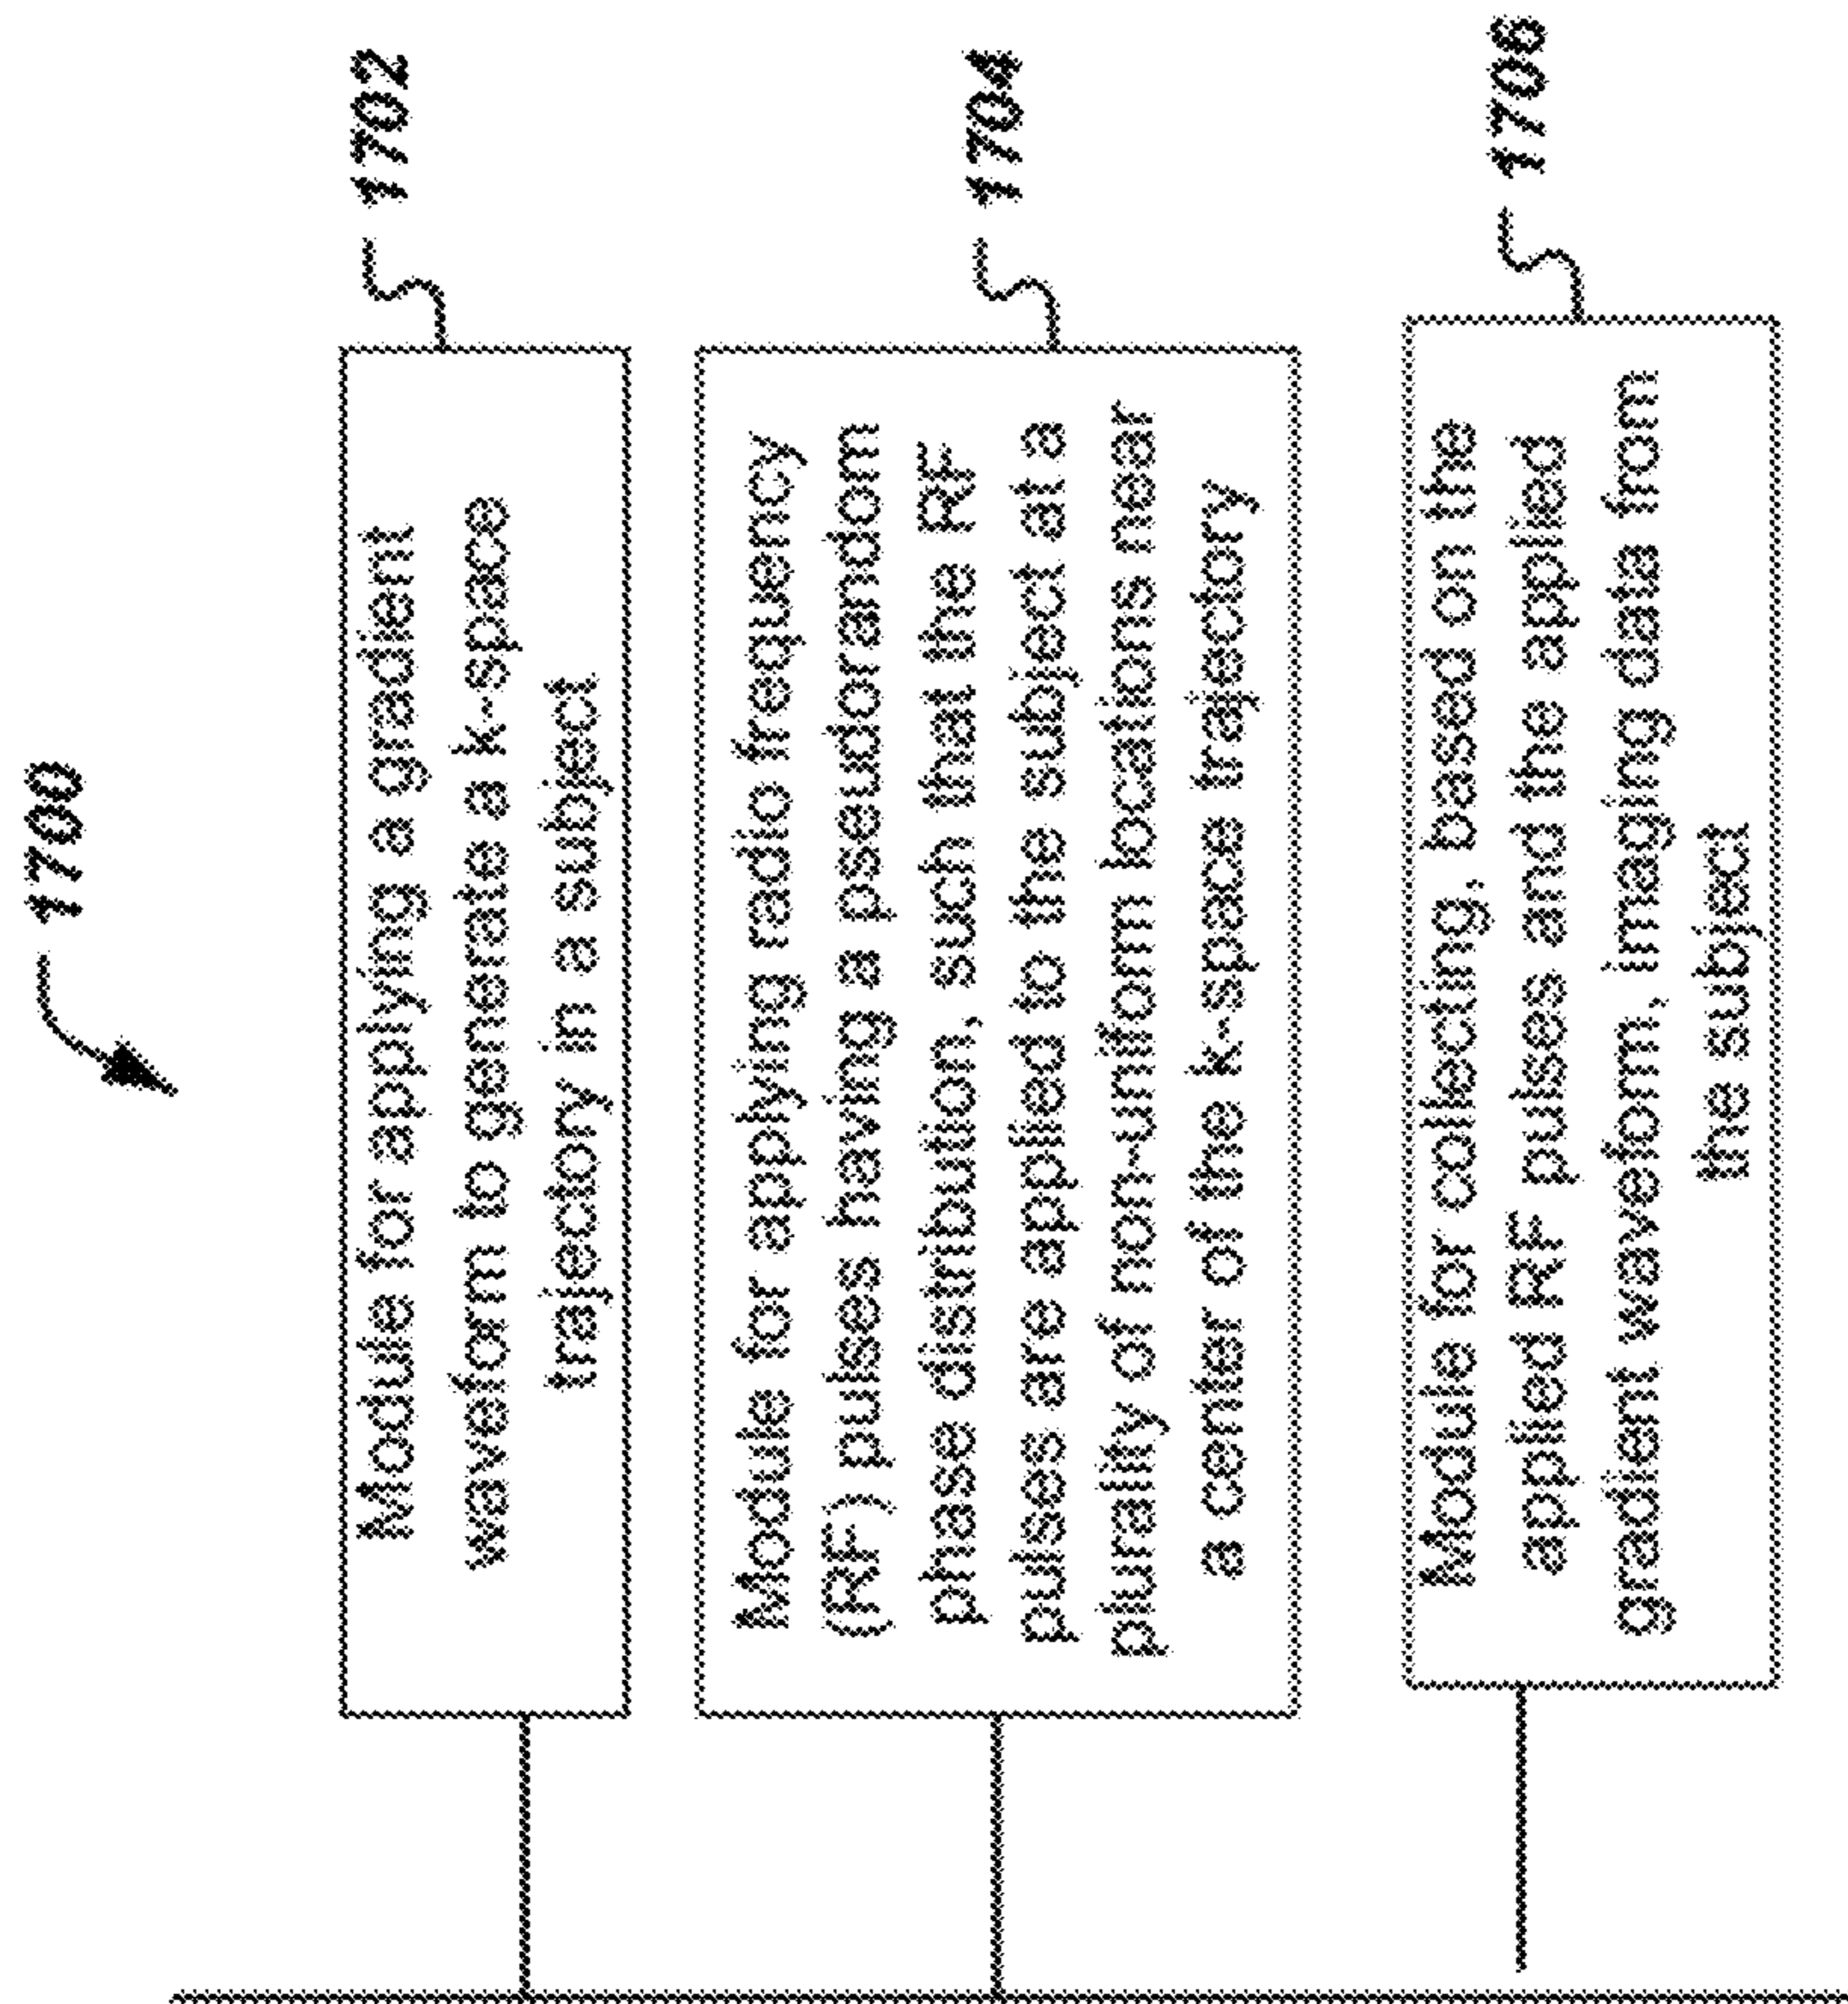 1700
Module for applying a gradient
waveform to generate a k-space
trajectory in a subject
1702
Module for applying radio frequency
(RF) pulses having a pseudorandom
phase distribution, such that the RF
pulses are applied to the subject at a
plurality of non-uniform locations near
a center of the k-space trajectory
1704
Module for collecting, based on the
applied RF pulses and the applied
gradient waveform, imaging data from
the subject
1706